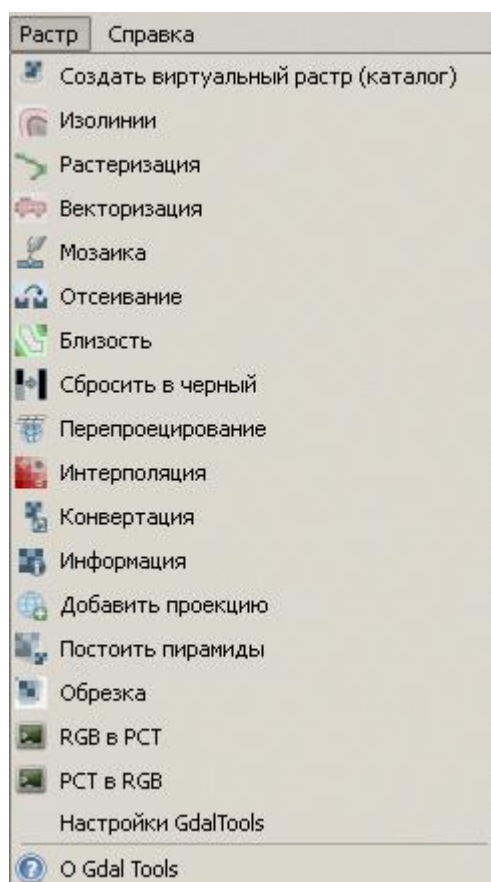 Растр Справка
Создать виртуальный растр (каталог)
Изолинии
Растеризация
Векторизация
Мозаика
Отсеивание
Близость
Сбросить в черный
Перепроецирование
Интерполяция
Конвертация
Информация
Добавить проекцию
Постоить пирамиды
Обрезка
RGB в PCT
PCT в RGB
Настройки GdalTools
О Gdal Tools